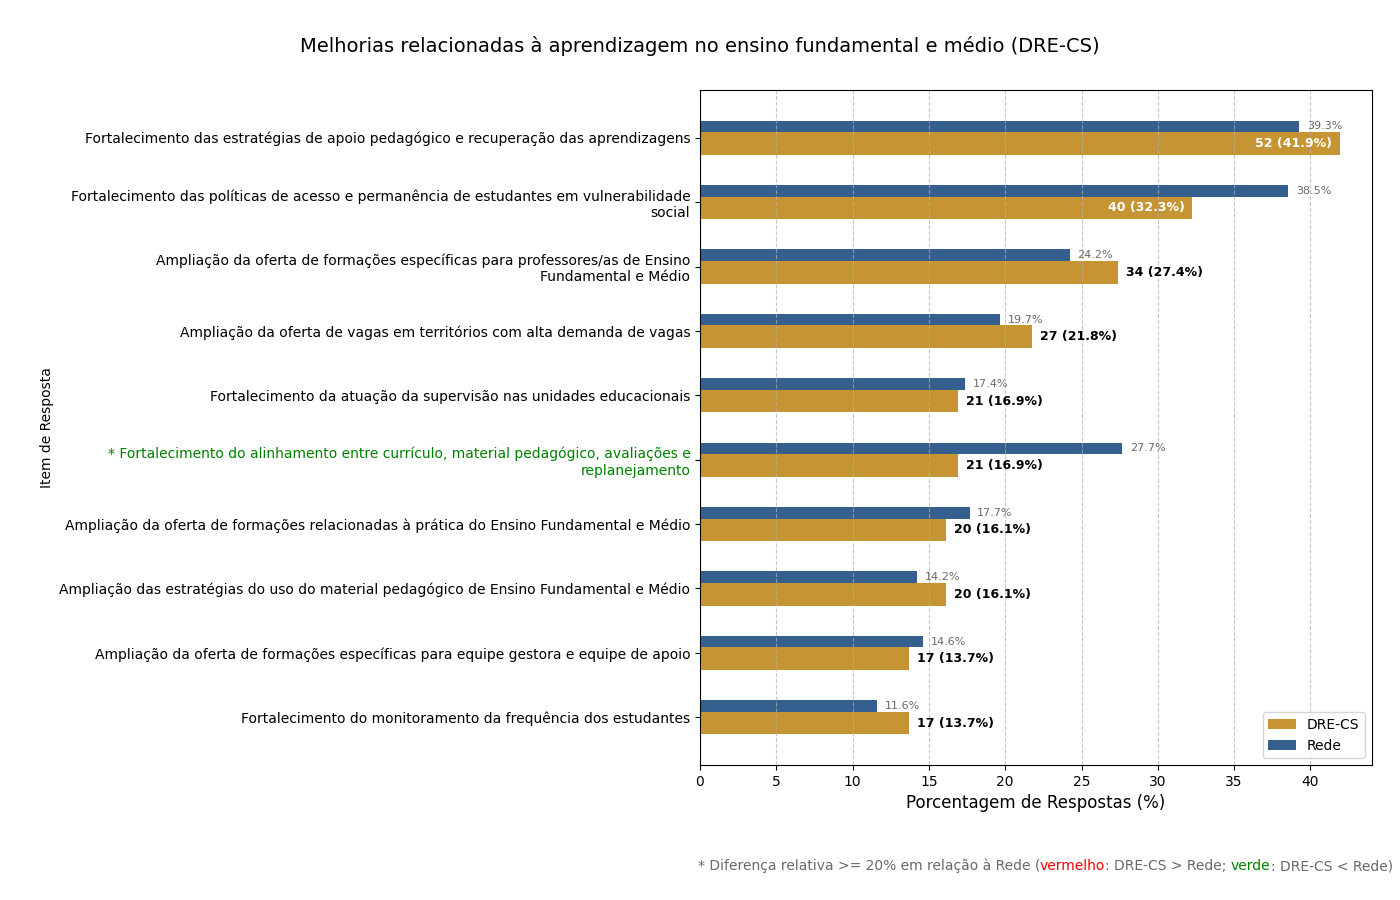 Melhorias relacionadas à aprendizagem no ensino fundamental e médio (DRE-CS)
Item de Resposta
Fortalecimento das estratégias de apoio pedagógico e recuperação das aprendizagens
39.3%
52 (41.9%)
Fortalecimento das políticas de acesso e permanência de estudantes em vulnerabilidade
social
38.5%
40 (32.3%)
Ampliação da oferta de formações específicas para professores/as de Ensino
Fundamental e Médio
24.2%
34 (27.4%)
Ampliação da oferta de vagas em territórios com alta demanda de vagas
19.7%
27 (21.8%)
Fortalecimento da atuação da supervisão nas unidades educacionais
17.4%
21 (16.9%)
* Fortalecimento do alinhamento entre currículo, material pedagógico, avaliações e
replanejamento
27.7%
21 (16.9%)
Ampliação da oferta de formações relacionadas à prática do Ensino Fundamental e Médio
17.7%
20 (16.1%)
Ampliação das estratégias do uso do material pedagógico de Ensino Fundamental e Médio
14.2%
20 (16.1%)
Ampliação da oferta de formações específicas para equipe gestora e equipe de apoio
14.6%
17 (13.7%)
Fortalecimento do monitoramento da frequência dos estudantes
11.6%
17 (13.7%)
DRE-CS
Rede
0 5 10 15 20 25 30 35 40
Porcentagem de Respostas (%)
* Diferença relativa >= 20% em relação à Rede (vermelho: DRE-CS > Rede; verde: DRE-CS < Rede)